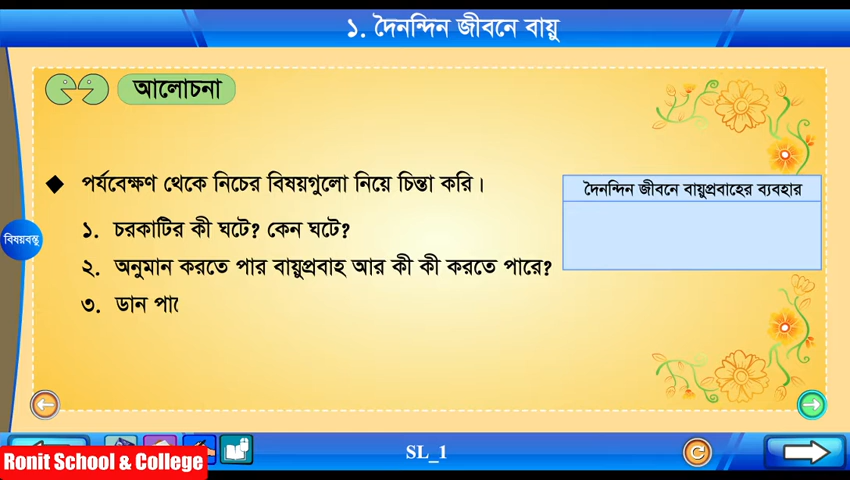 ১. দৈনন্দিন জীবনে বায়ু
আলোচনা
পর্যবেক্ষণ থেকে নিচের বিষয়গুলো নিয়ে চিন্তা করি।
১. চরকাটির কী ঘটে? কেন ঘটে?
২. অনুমান করতে পার বায়ুপ্রবাহ আর কী কী করতে পারে?
৩. ডান পা
দৈনন্দিন জীবনে বায়ুপ্রবাহের ব্যবহার
বিষয়বস্তু
SL_1
Ronit School & College